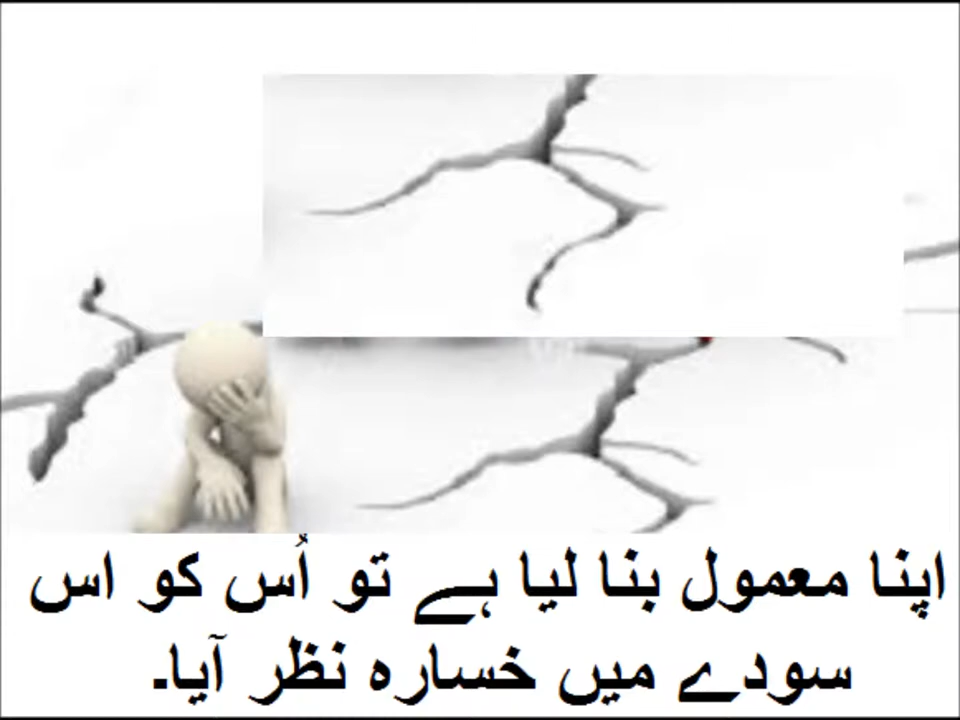 اپنا معمول بنا لیا ہے تو اُس کو اس
سودے میں خسارہ نظر آیا۔